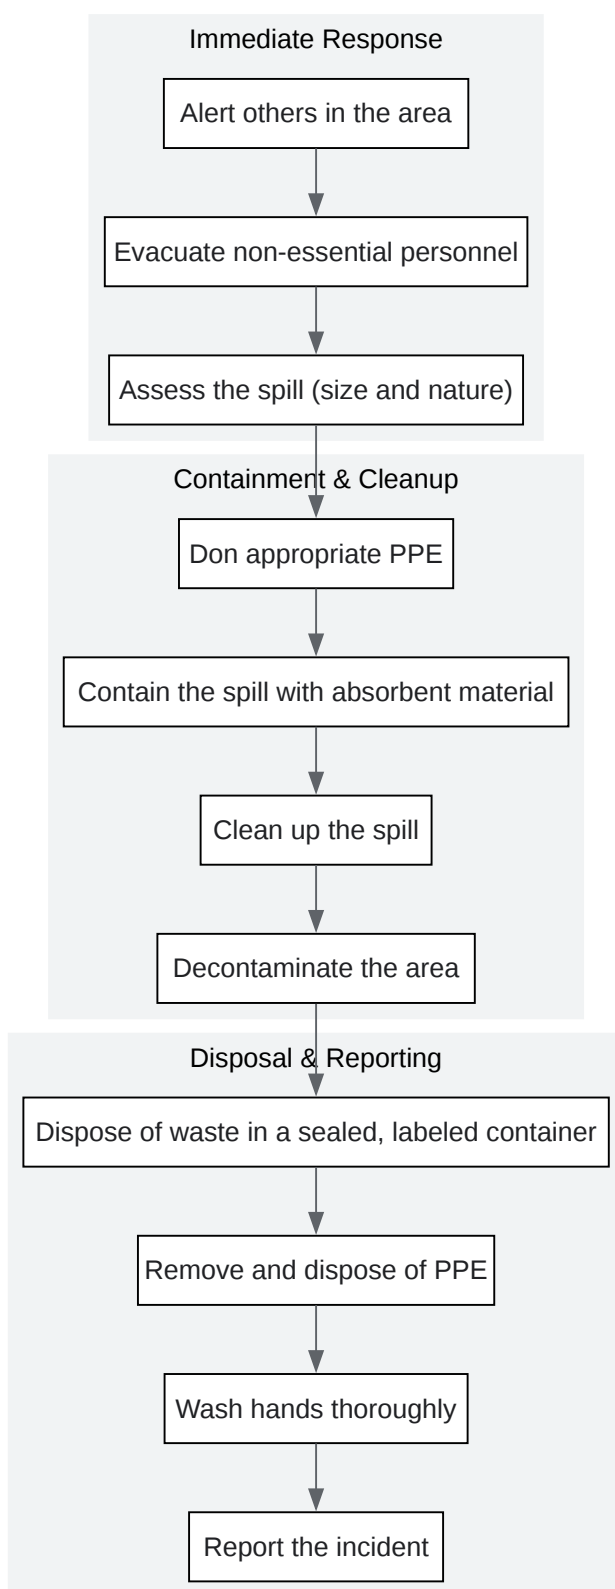 Immediate Response
Alert others in the area
Evacuate non-essential personnel
Assess the spill (size and nature)
Containment & Cleanup
Don appropriate PPE
Contain the spill with absorbent material
Clean up the spill
Decontaminate the area
Disposal & Reporting
Dispose of waste in a sealed, labeled container
Remove and dispose of PPE
Wash hands thoroughly
Report the incident